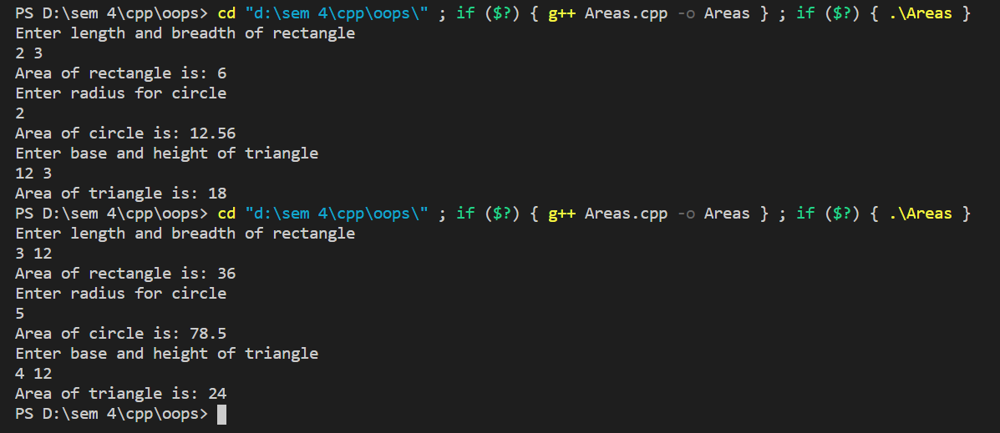 PS D:\sem 4\cpp\oops> cd "d:\sem 4\cpp\oops\" ; if ($?) { g++ Areas.cpp -o Areas } ; if ($?) { .\Areas }
Enter length and breadth of rectangle
2 3
Area of rectangle is: 6
Enter radius for circle
2
Area of circle is: 12.56
Enter base and height of triangle
12 3
Area of triangle is: 18
PS D:\sem 4\cpp\oops> cd "d:\sem 4\cpp\oops\" ; if ($?) { g++ Areas.cpp -o Areas } ; if ($?) { .\Areas }
Enter length and breadth of rectangle
3 12
Area of rectangle is: 36
Enter radius for circle
5
Area of circle is: 78.5
Enter base and height of triangle
4 12
Area of triangle is: 24
PS D:\sem 4\cpp\oops>